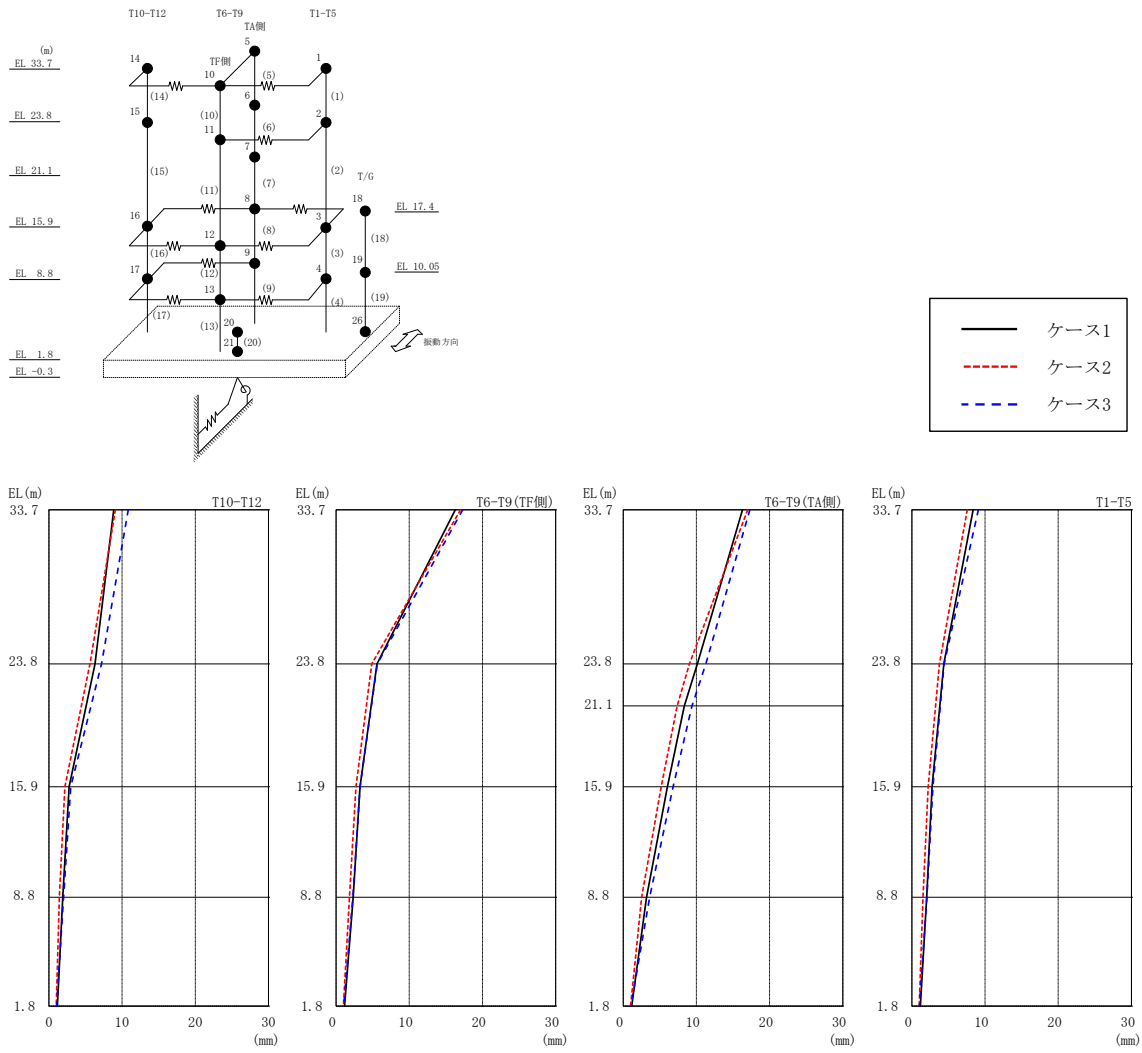 T10-T12 T6-T9 T1-T5
TA側
5
(m)
EL 33.7
14
TF側
10
(5)
1
(14)
6
(1)
EL 23.8
15
(10)
11
(6)
2
7
EL 21.1
(15)
(2)
T/G
(11)
(7)
8
18
EL 17.4
EL 15.9
16
12
(8)
3
(18)
(16)
9
(3)
EL 8.8
17
(12)
13
(9)
4
19
EL 10.05
(4)
(19)
(17)
(13)
20
26
21
(20)
振動方向
EL 1.8
EL -0.3
ケース1
ケース2
ケース3
EL(m)
T10-T12
33.7
23.8
15.9
8.8
1.8
0 10 20 30
(mm)
EL(m)
T6-T9(TF側)
33.7
23.8
15.9
8.8
1.8
0 10 20 30
(mm)
EL(m)
T6-T9(TA側)
33.7
23.8
21.1
15.9
8.8
1.8
0 10 20 30
(mm)
EL(m)
T1-T5
33.7
23.8
15.9
8.8
1.8
0 10 20 30
(mm)